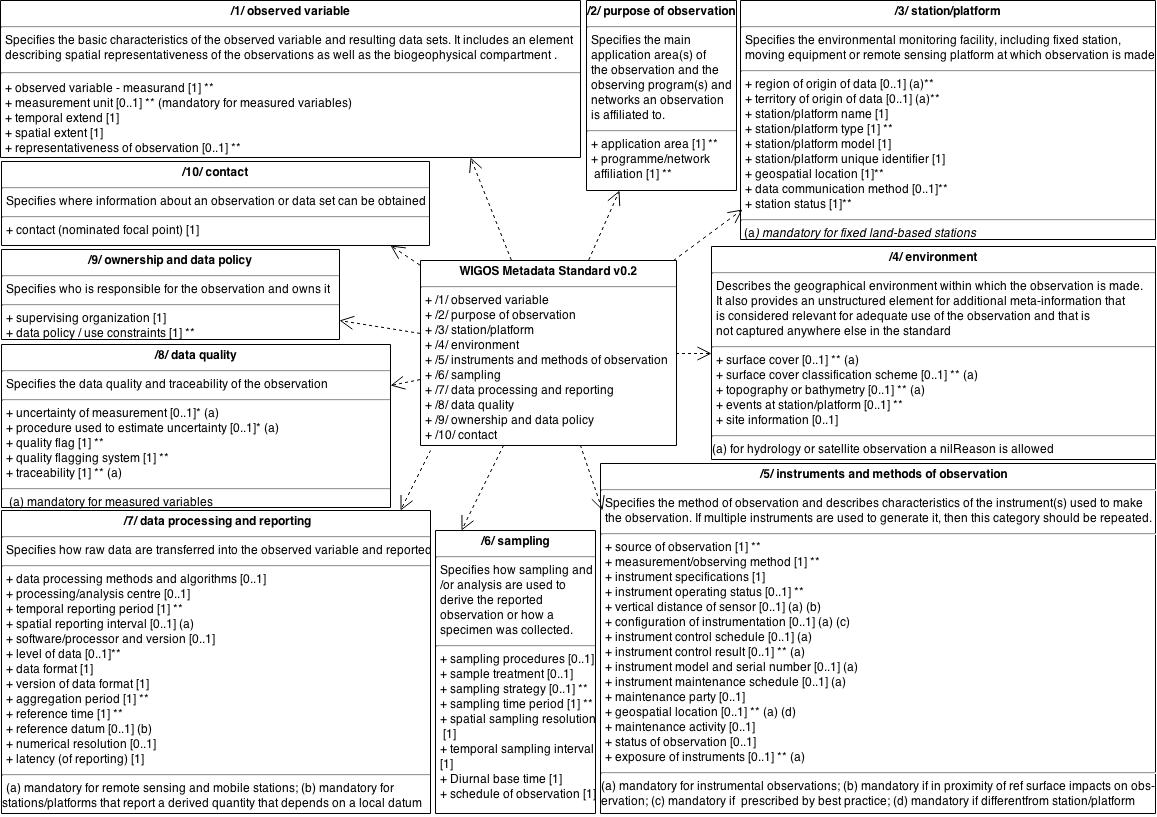 /1/ observed variable
Specifies the basic characteristics of the observed variable and resulting data sets. It includes an element
describing spatial representativeness of the observations as well as the biogeophysical compartment .
+ observed variable - measurand [1] **
+ measurement unit [0..1] ** (mandatory for measured variables)
+ temporal extend [1]
+ spatial extent [1]
+ representativeness of observation [0..1] **
/2/ purpose of observation
Specifies the main
application area(s) of
the observation and the
observing program(s) and
networks an observation
is affiliated to.
+ application area [1] **
+ programme/network
affiliation [1] **
/3/ station/platform
Specifies the environmental monitoring facility, including fixed station,
moving equipment or remote sensing platform at which observation is made
+ region of origin of data [0..1] (a)**
+ territory of origin of data [0..1] (a)**
+ station/platform name [1]
+ station/platform type [1] **
+ station/platform model [1]
+ station/platform unique identifier [1]
+ geospatial location [1]**
+ data communication method [0..1]**
+ station status [1]**
(a) mandatory for fixed land-based stations
/10/ contact
Specifies where information about an observation or data set can be obtained
+ contact (nominated focal point) [1]
/9/ ownership and data policy
Specifies who is responsible for the observation and owns it
+ supervising organization [1]
+ data policy / use constraints [1] **
WIGOS Metadata Standard v0.2
+ /1/ observed variable
+ /2/ purpose of observation
+ /3/ station/platform
+ /4/ environment
+ /5/ instruments and methods of observation
+ /6/ sampling
+ /7/ data processing and reporting
+ /8/ data quality
+ /9/ ownership and data policy
+ /10/ contact
/4/ environment
Describes the geographical environment within which the observation is made.
It also provides an unstructured element for additional meta-information that
is considered relevant for adequate use of the observation and that is
not captured anywhere else in the standard
+ surface cover [0..1] ** (a)
+ surface cover classification scheme [0..1] ** (a)
+ topography or bathymetry [0..1] ** (a)
+ events at station/platform [0..1] **
+ site information [0..1]
(a) for hydrology or satellite observation a nilReason is allowed
/8/ data quality
Specifies the data quality and traceability of the observation
+ uncertainty of measurement [0..1]* (a)
+ procedure used to estimate uncertainty [0..1]* (a)
+ quality flag [1] **
+ quality flagging system [1] **
+ traceability [1] ** (a)
(a) mandatory for measured variables
/7/ data processing and reporting
Specifies how raw data are transferred into the observed variable and reported
+ data processing methods and algorithms [0..1]
+ processing/analysis centre [0..1]
+ temporal reporting period [1] **
+ spatial reporting interval [0..1] (a)
+ software/processor and version [0..1]
+ level of data [0..1]**
+ data format [1]
+ version of data format [1]
+ aggregation period [1] **
+ reference time [1] **
+ reference datum [0..1] (b)
+ numerical resolution [0..1]
+ latency (of reporting) [1]
(a) mandatory for remote sensing and mobile stations; (b) mandatory for
stations/platforms that report a derived quantity that depends on a local datum
/6/ sampling
Specifies how sampling and
/or analysis are used to
derive the reported
observation or how a
specimen was collected.
+ sampling procedures [0..1]
+ sample treatment [0..1]
+ sampling strategy [0..1] **
+ sampling time period [1] **
+ spatial sampling resolution
[1]
+ temporal sampling interval
[1]
+ Diurnal base time [1]
+ schedule of observation [1]
/5/ instruments and methods of observation
Specifies the method of observation and describes characteristics of the instrument(s) used to make
the observation. If multiple instruments are used to generate it, then this category should be repeated.
+ source of observation [1] **
+ measurement/observing method [1] **
+ instrument specifications [1]
+ instrument operating status [0..1] **
+ vertical distance of sensor [0..1] (a) (b)
+ configuration of instrumentation [0..1] (a) (c)
+ instrument control schedule [0..1] (a)
+ instrument control result [0..1] ** (a)
+ instrument model and serial number [0..1] (a)
+ instrument maintenance schedule [0..1] (a)
+ maintenance party [0..1]
+ geospatial location [0..1] ** (a) (d)
+ maintenance activity [0..1]
+ status of observation [0..1]
+ exposure of instruments [0..1] ** (a)
(a) mandatory for instrumental observations; (b) mandatory if in proximity of ref surface impacts on obs-
ervation; (c) mandatory if prescribed by best practice; (d) mandatory if differentfrom station/platform